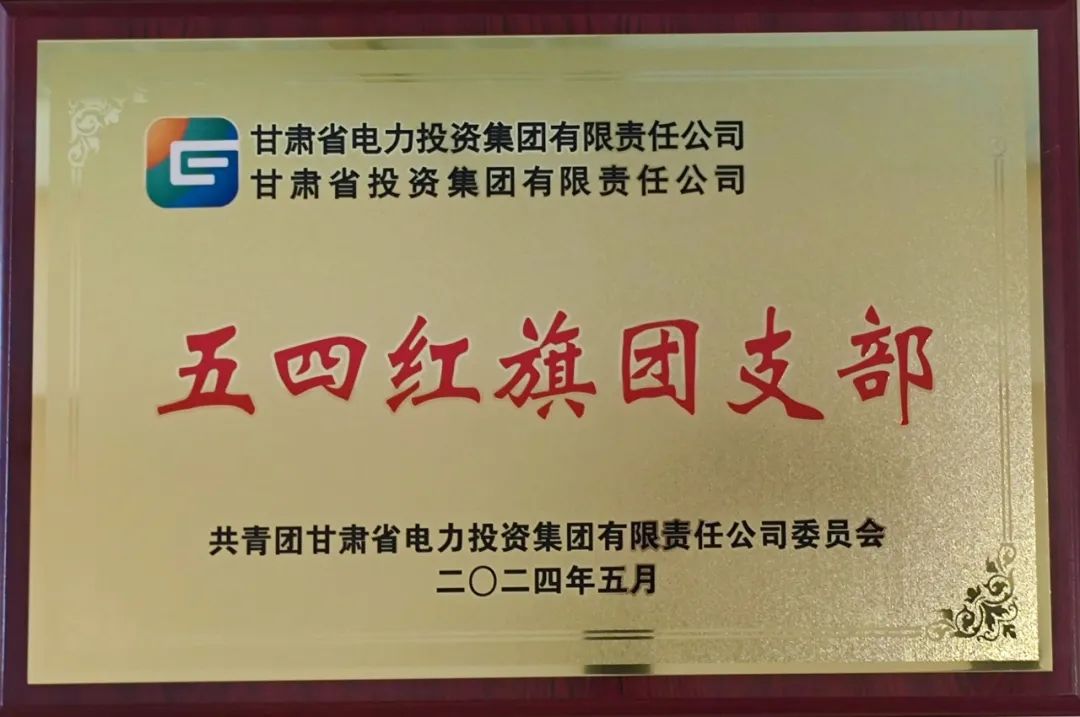 甘肃省电力投资集团有限责任公司
甘肃省投资集团有限责任公司
五四红旗团支部
共青团甘肃省电力投资集团有限责任公司委员会
二〇二四年五月